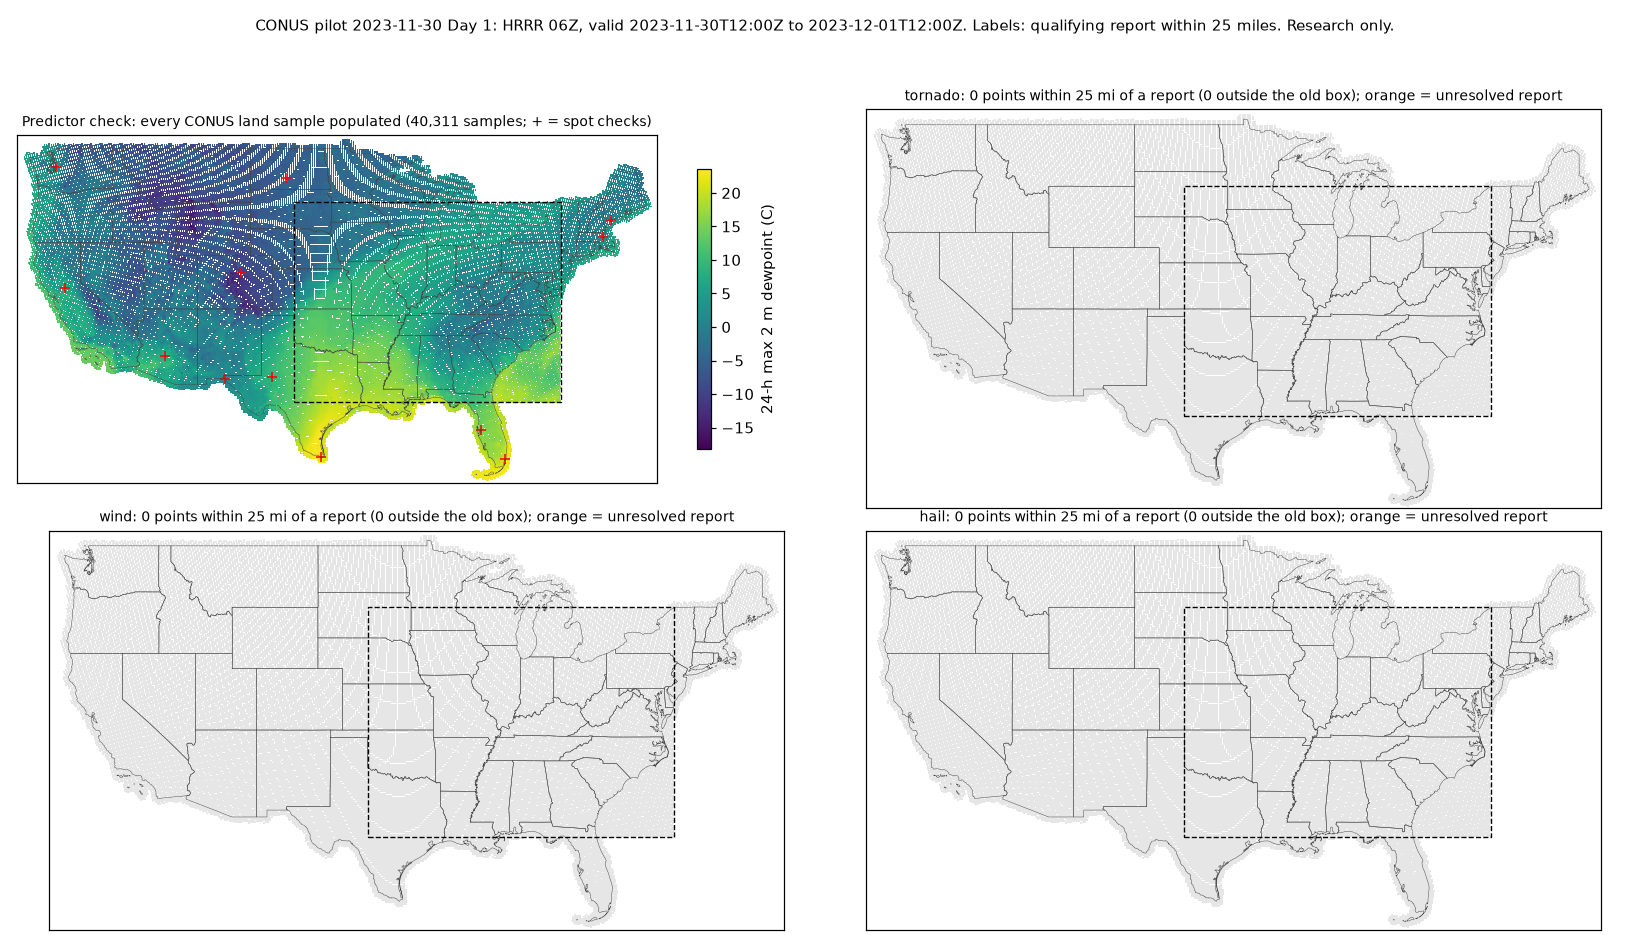 CONUS pilot 2023-11-30 Day 1: HRRR 06Z, valid 2023-11-30T12:00Z to 2023-12-01T12:00Z. Labels: qualifying report within 25 miles. Research only.
Predictor check: every CONUS land sample populated (40,311 samples; + = spot checks)
20
15
10
5
0
−5
−10
−15
24-h max 2 m dewpoint (C)
tornado: 0 points within 25 mi of a report (0 outside the old box); orange = unresolved report
wind: 0 points within 25 mi of a report (0 outside the old box); orange = unresolved report
hail: 0 points within 25 mi of a report (0 outside the old box); orange = unresolved report